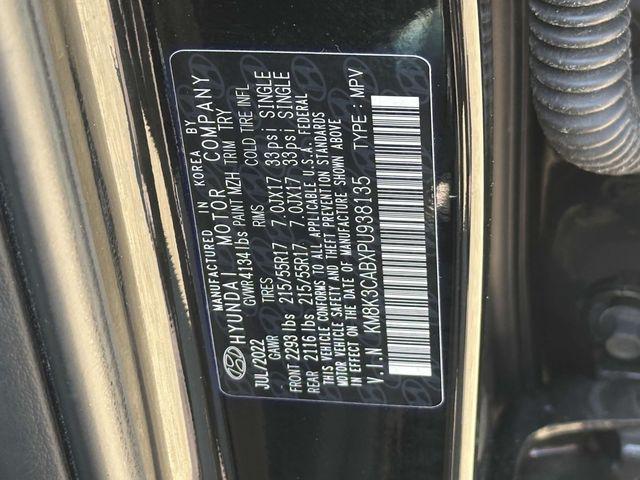 MANUFACTURED IN KOREA BY
HYUNDAI MOTOR COMPANY
JUL/2022 GVWR 4134 lbs PAINT MZH TRIM TRY
GAWR TIRES RIMS COLD TIRE INFL
FRONT 2293 lbs 215/55R17 7.0JX17 33psi SINGLE
REAR 2116 lbs 215/55R17 7.0JX17 33psi SINGLE
THIS VEHICLE CONFORMS TO ALL APPLICABLE U.S.A. FEDERAL
MOTOR VEHICLE SAFETY AND THEFT PREVENTION STANDARDS
IN EFFECT ON THE DATE OF MANUFACTURE SHOWN ABOVE
VIN KM8K3CABXPU988135 TYPE : MPV